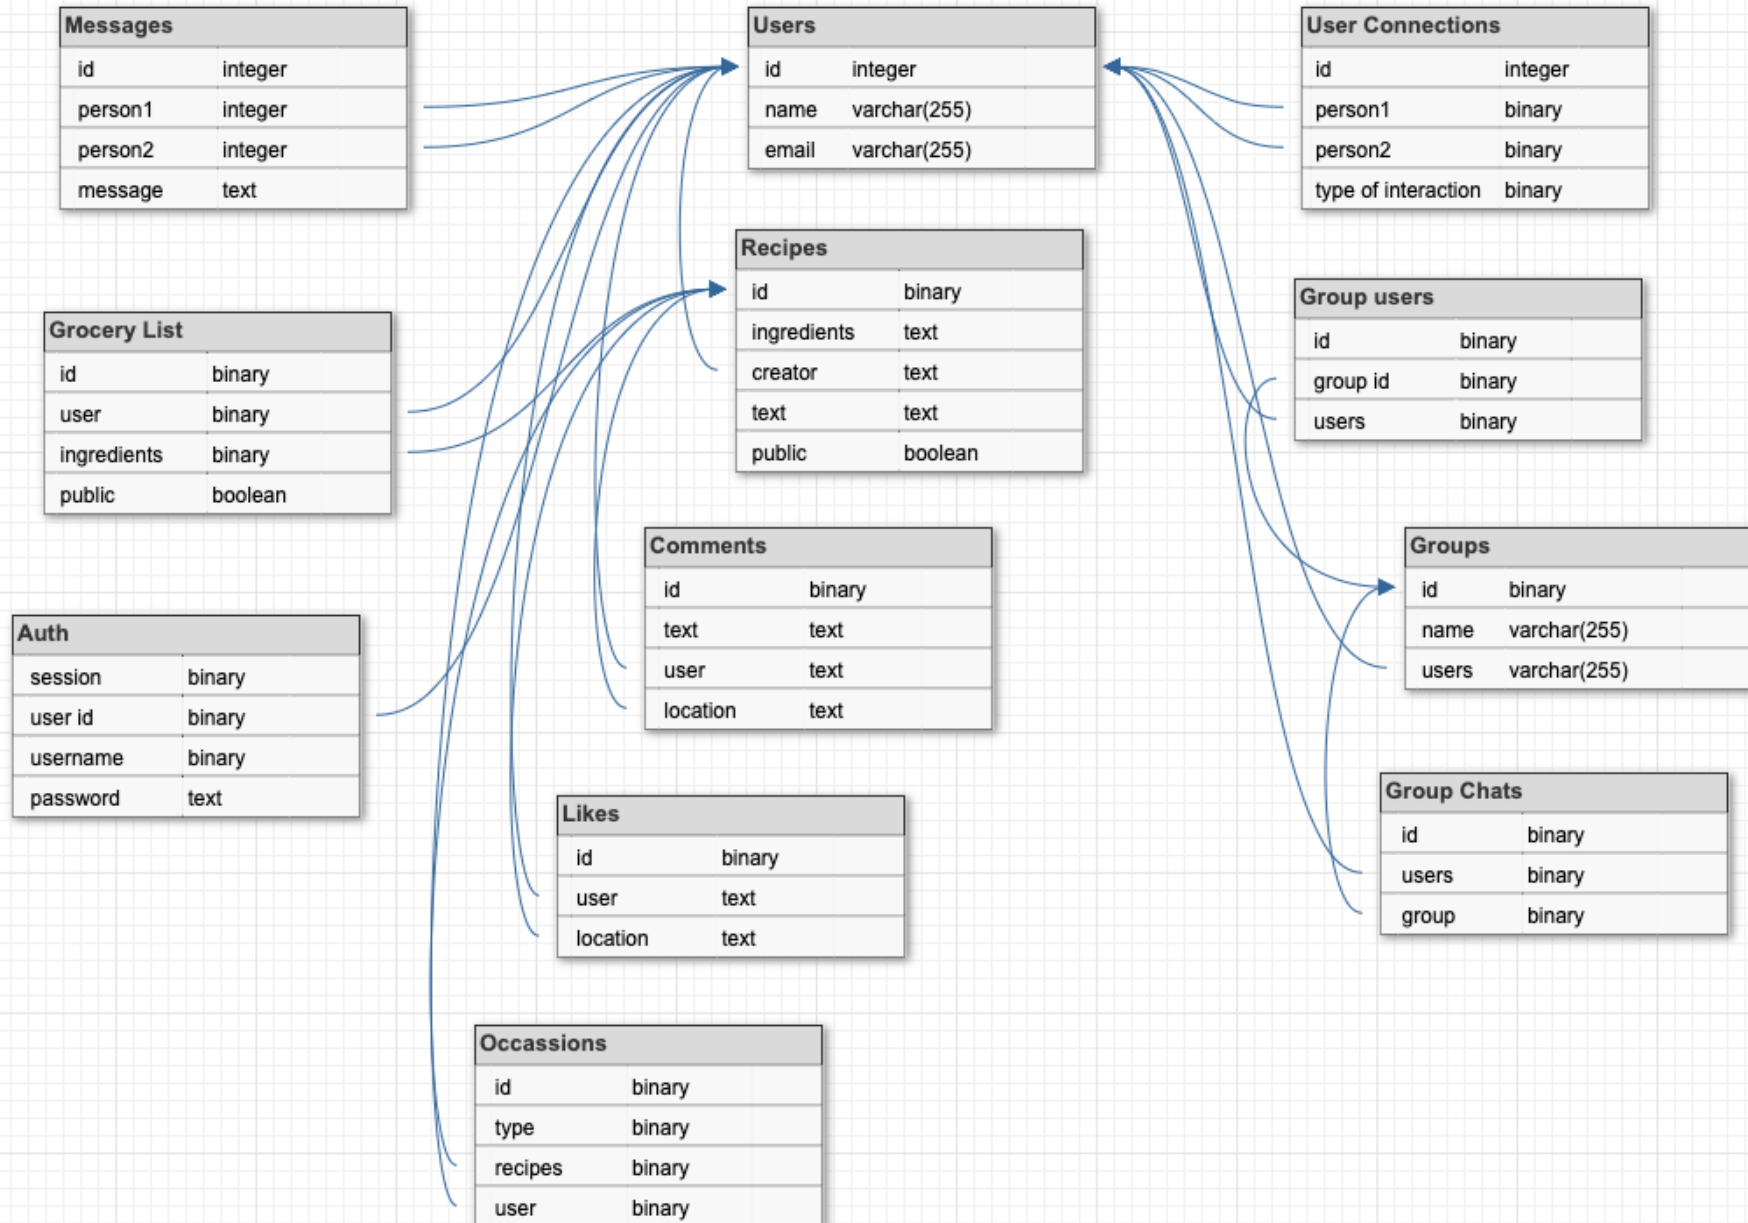 Messages
id integer
person1 integer
person2 integer
message text
Users
id integer
name varchar(255)
email varchar(255)
User Connections
id integer
person1 binary
person2 binary
type of interaction binary
Recipes
id binary
ingredients text
creator text
text text
public boolean
Group users
id binary
group id binary
users binary
Grocery List
id binary
user binary
ingredients binary
public boolean
Comments
id binary
text text
user text
location text
Groups
id binary
name varchar(255)
users varchar(255)
Auth
session binary
user id binary
username binary
password text
Likes
id binary
user text
location text
Group Chats
id binary
users binary
group binary
Occassions
id binary
type binary
recipes binary
user binary